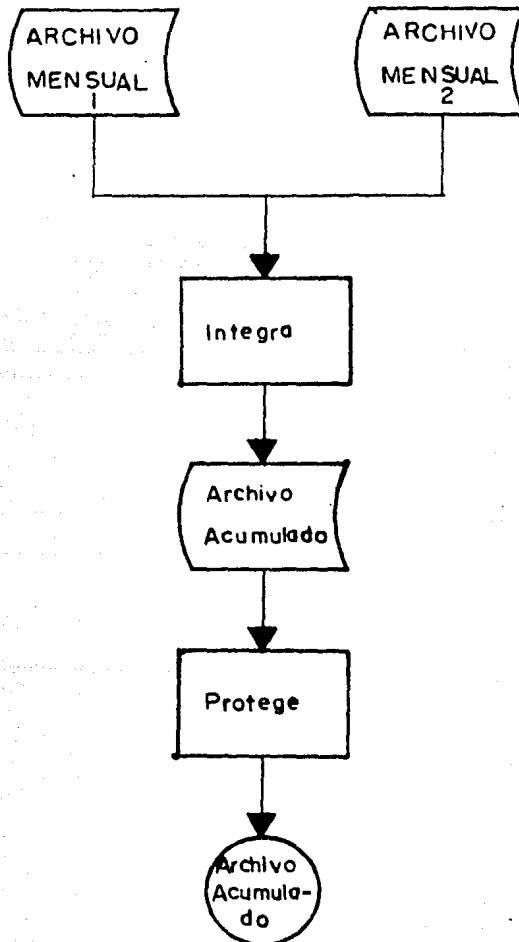 ARCHIVO
MENSUAL
1
ARCHIVO
MENSUAL
2
Integra
Archivo
Acumulado
Protege
Archivo
Acumula-
do